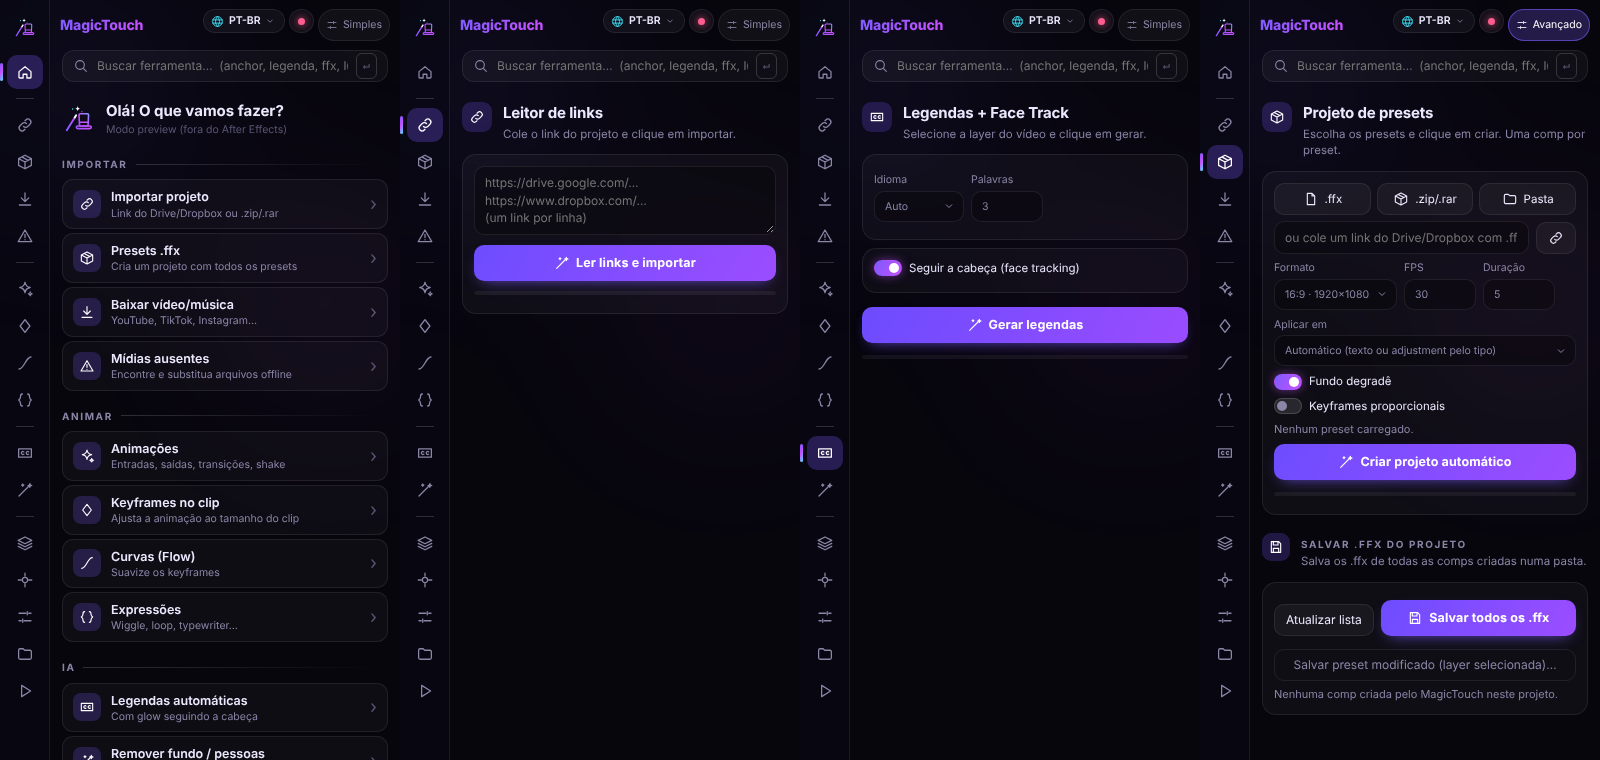 MagicTouch
PT-BR
Simples
Buscar ferramenta... (anchor, legenda, ffx,
Olá! O que vamos fazer?
Modo preview (fora do After Effects)
IMPORTAR
Importar projeto
Link do Drive/Dropbox ou .zip/.rar
Presets .ffx
Cria um projeto com todos os presets
Baixar vídeo/música
YouTube, TikTok, Instagram...
Mídias ausentes
Encontre e substitua arquivos offline
ANIMAR
Animações
Entradas, saídas, transições, shake
Keyframes no clip
Ajusta a animação ao tamanho do clip
Curvas (Flow)
Suavize os keyframes
Expressões
Wiggle, loop, typewriter...
IA
Legendas automáticas
Com glow seguindo a cabeça
Remover fundo / pessoas
MagicTouch
PT-BR
Simples
Buscar ferramenta... (anchor, legenda, ffx,
Leitor de links
Cole o link do projeto e clique em importar.
https://drive.google.com/...
https://www.dropbox.com/...
(um link por linha)
Ler links e importar
MagicTouch
PT-BR
Simples
Buscar ferramenta... (anchor, legenda, ffx,
CC
Legendas + Face Track
Selecione a layer do vídeo e clique em gerar.
Idioma
Palavras
Auto
3
Seguir a cabeça (face tracking)
Gerar legendas
MagicTouch
PT-BR
Avançado
Buscar ferramenta... (anchor, legenda, ffx,
Projeto de presets
Escolha os presets e clique em criar. Uma comp por
preset.
.ffx
.zip/.rar
Pasta
ou cole um link do Drive/Dropbox com .ff
Formato
FPS
Duração
16:9 · 1920×1080
30
5
Aplicar em
Automático (texto ou adjustment pelo tipo)
Fundo degradê
Keyframes proporcionais
Nenhum preset carregado.
Criar projeto automático
SALVAR .FFX DO PROJETO
Salva os .ffx de todas as comps criadas numa pasta.
Atualizar lista
Salvar todos os .ffx
Salvar preset modificado (layer selecionada)...
Nenhuma comp criada pelo MagicTouch neste projeto.